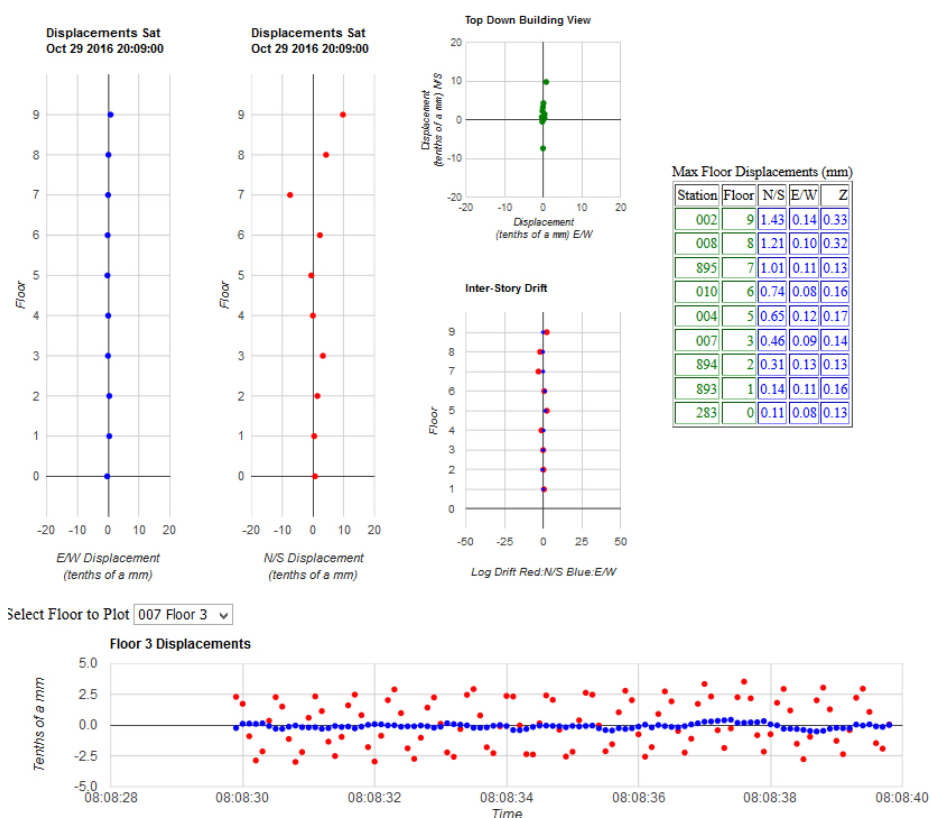 Displacements Sat
Oct 29 2016 20:09:00
Floor
9
8
7
6
5
4
3
2
1
0
-20 -10 0 10 20
E/W Displacement
(tenths of a mm)
Displacements Sat
Oct 29 2016 20:09:00
Floor
9
8
7
6
5
4
3
2
1
0
-20 -10 0 10 20
N/S Displacement
(tenths of a mm)
Top Down Building View
Displacement
(tenths of a mm) N/S
20
10
0
-10
-20
-20 -10 0 10 20
Displacement
(tenths of a mm) E/W
Inter-Story Drift
Floor
9
8
7
6
5
4
3
2
1
0
-50 -25 0 25 50
Log Drift Red:N/S Blue:E/W
Max Floor Displacements (mm)
Station Floor N/S E/W Z
002 9 1.43 0.14 0.33
008 8 1.21 0.10 0.32
895 7 1.01 0.11 0.13
010 6 0.74 0.08 0.16
004 5 0.65 0.12 0.17
007 3 0.46 0.09 0.14
894 2 0.31 0.13 0.13
893 1 0.14 0.11 0.16
283 0 0.11 0.08 0.13
Select Floor to Plot 007 Floor 3
Floor 3 Displacements
Tenths of a mm
5.0
2.5
0.0
-2.5
-5.0
08:08:28 08:08:30 08:08:32 08:08:34 08:08:36 08:08:38 08:08:40
Time